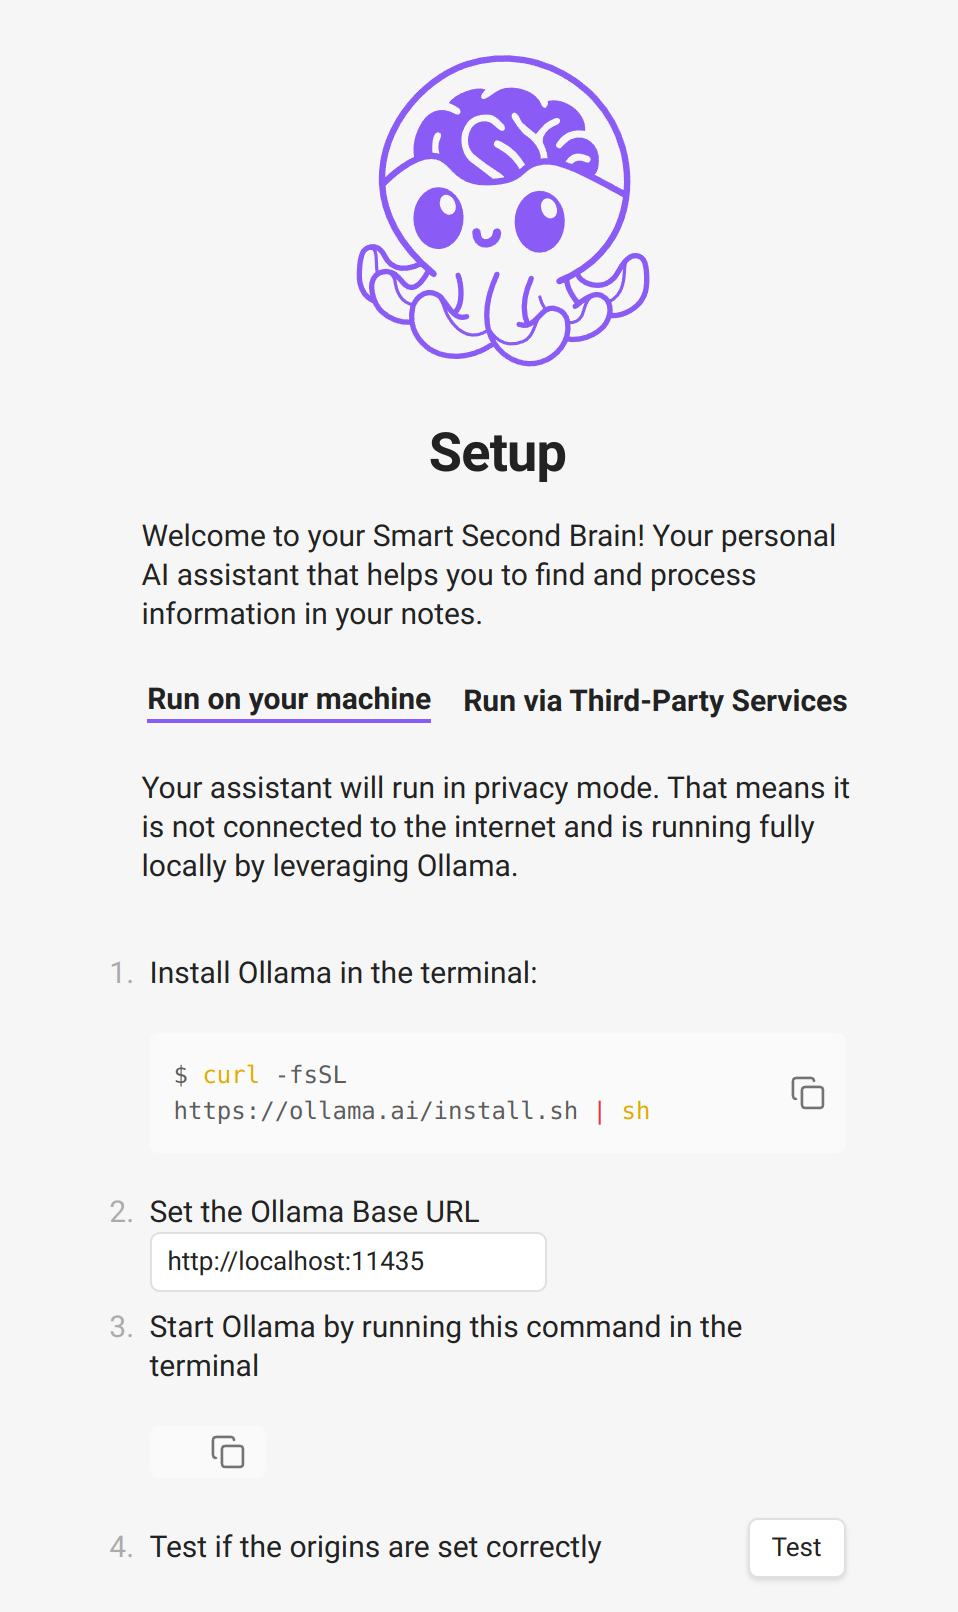 Setup
Welcome to your Smart Second Brain! Your personal
AI assistant that helps you to find and process
information in your notes.
Run on your machine Run via Third-Party Services
Your assistant will run in privacy mode. That means it
is not connected to the internet and is running fully
locally by leveraging Ollama.
1. Install Ollama in the terminal:
$ curl -fsSL
https://ollama.ai/install.sh | sh
2. Set the Ollama Base URL
http://localhost:11435
3. Start Ollama by running this command in the
terminal
4. Test if the origins are set correctly Test